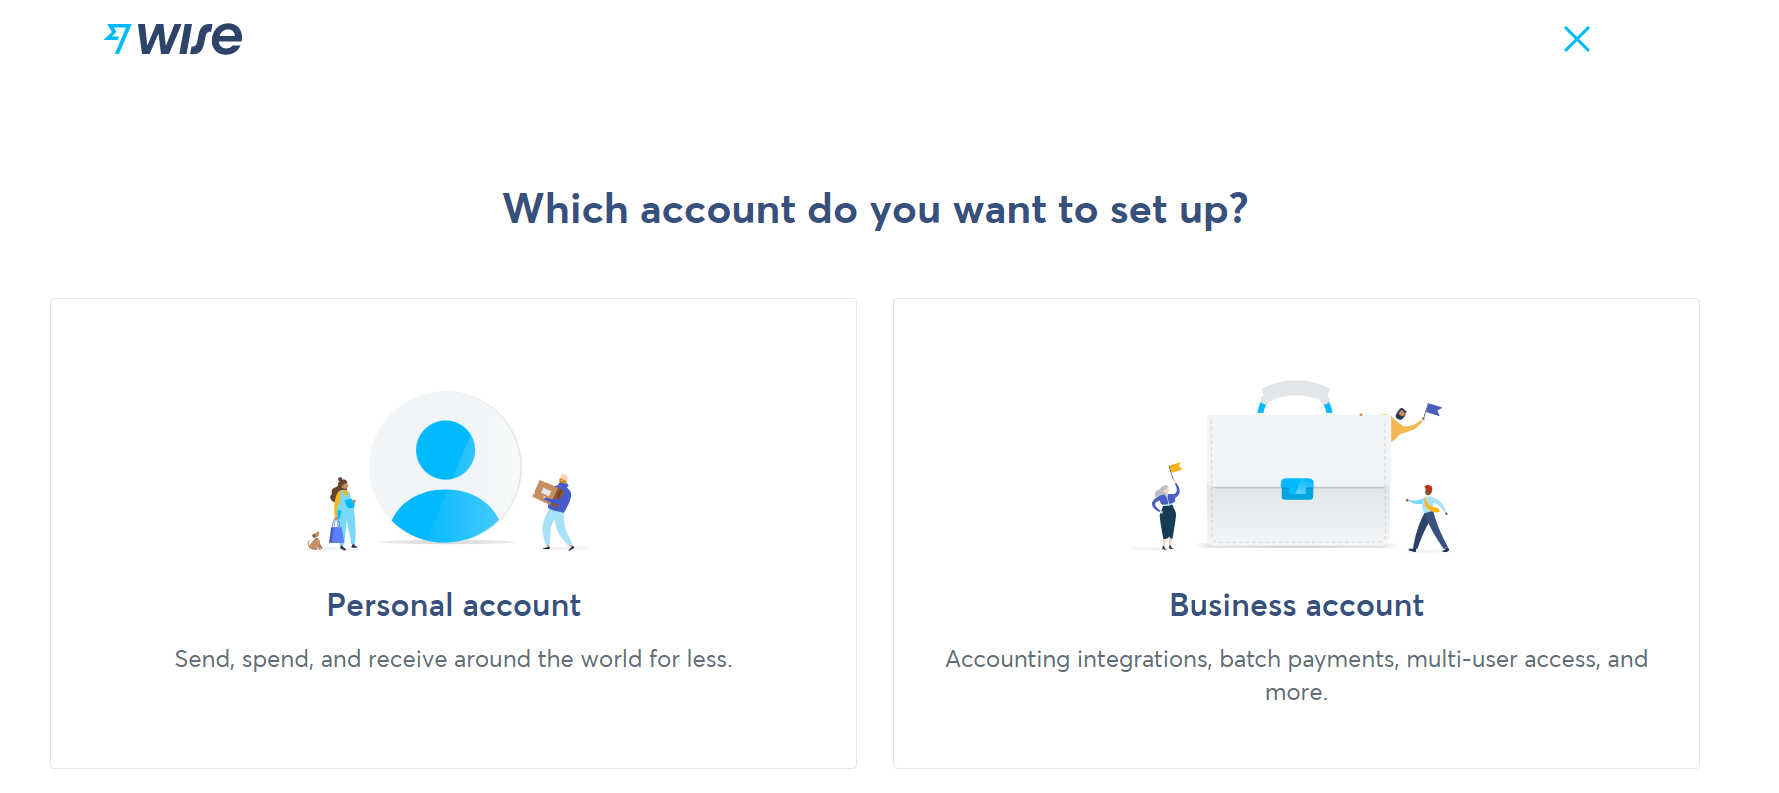 wise
Which account do you want to set up?
Personal account
Send, spend, and receive around the world for less.
Business account
Accounting integrations, batch payments, multi-user access, and
more.